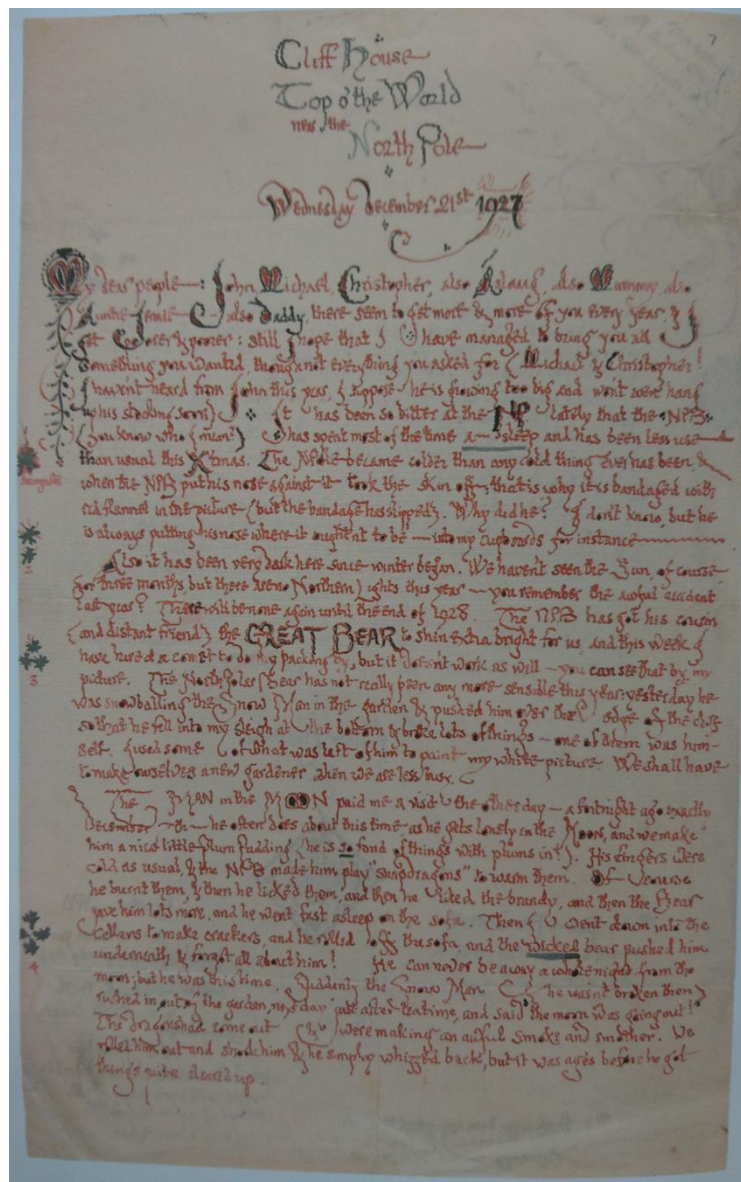 7
Cliff House
Top o' the World
near the
North Pole
Wednesday December 21st 1927
My dear people : John, Michael, Christopher, also Aslaug, also Mummy, also
Auntie Jennie also Daddy, there seem to get more & more of you every year. & I
get poorer & poorer : still I hope that I have managed to bring you all
something you wanted, though not everything you asked for (Michael & Christopher!
I haven't heard from John this year, I suppose he is growing too big and won't even hang
up his stocking soon). It has been so bitter at the NP lately that the NPB
(you know who I mean?) has spent most of the time a-sleep and has been less use
than usual this Xmas. The NPole became colder than any cold thing ever has been &
when the NPB put his nose against it it took the skin off: that is why it is bandaged with
red flannel in the picture (but the bandage has slipped). Why did he? I don't know, but he
is always putting his nose where it oughtn't to be — into my cupboards for instance
Also it has been very dark here since winter began. We haven't seen the Sun, of course
for three months but there are no Northern Lights this year — you remember the awful accident
last year? There will be none again until the end of 1928. The NPB has got his cousin
(and distant friend) the GREAT BEAR to shin extra bright for us, and this week I
have hired a comet to do my packing by, but it doesn't work as well — you can see that by my
picture. The North Polar Bear has not really been any more sensible this year: yesterday he
was snowballing the Snow Man in the garden & pushed him over the edge of the cliff
so that he fell into my sleigh at the bottom & broke lots of things — one of them was him-
self. I used some of what was left of him to paint my white picture. We shall have
to make ourselves a new gardener when we are less busy.
The MAN in the MOON paid me a visit the other day — a fortnight ago exactly
December 7th — he often does about this time as he gets lonely in the Moon, and we make
him a nice little Plum Pudding (he is so fond of things with plums in!). His fingers were
cold as usual, & the NPB made him play "snapdragons" to warm them. Of course
he burnt them, & then he licked them, and then he liked the brandy, and then the Bear
gave him lots more, and he went fast asleep on the sofa. Then I went down into the
cellars to make crackers, and he rolled off the sofa, and the wicked bear pushed him
underneath & forgot all about him! He can never be away a whole night from the
moon; but he was this time. Suddenly the Snow Man (he wasn't broken then)
rushed in out of the garden, next day just after teatime, and said the moon was going out!
The dragons had come out & were making an awful smoke and smother. We
rolled him out and shook him & he simply whizzed back, but it was ages before he got
things quite cleared up.
2
3
4